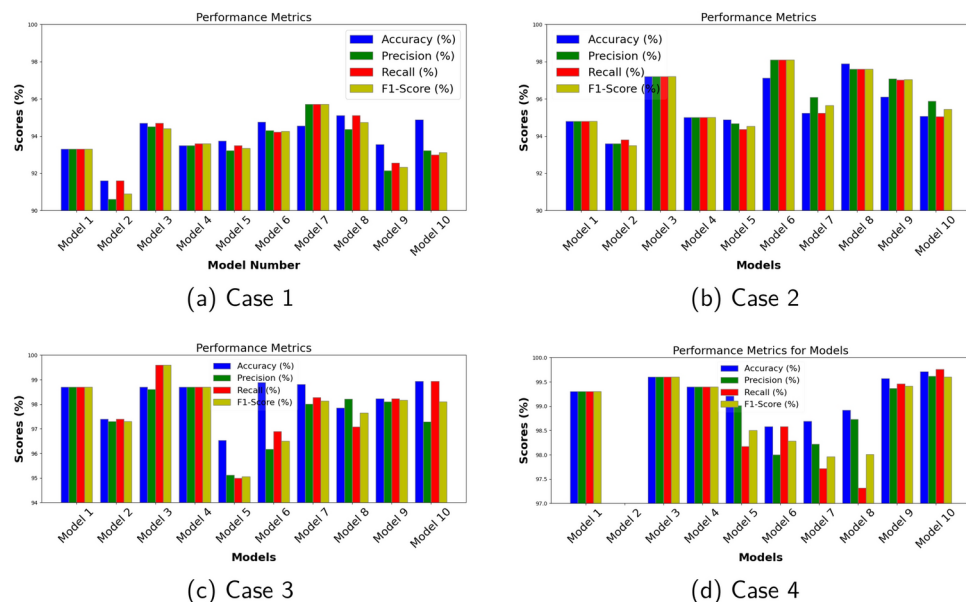 Performance Metrics
100
98
96
94
92
90
Scores (%)
Accuracy (%)
Precision (%)
Recall (%)
F1-Score (%)
Model 1 Model 2 Model 3 Model 4 Model 5 Model 6 Model 7 Model 8 Model 9 Model 10
Model Number
(a) Case 1
Performance Metrics
100
98
96
94
92
90
Scores (%)
Accuracy (%)
Precision (%)
Recall (%)
F1-Score (%)
Model 1 Model 2 Model 3 Model 4 Model 5 Model 6 Model 7 Model 8 Model 9 Model 10
Models
(b) Case 2
Performance Metrics
100
99
98
97
96
95
94
Scores (%)
Accuracy (%)
Precision (%)
Recall (%)
F1-Score (%)
Model 1 Model 2 Model 3 Model 4 Model 5 Model 6 Model 7 Model 8 Model 9 Model 10
Models
(c) Case 3
Performance Metrics for Models
100.0
99.5
99.0
98.5
98.0
97.5
97.0
Scores (%)
Accuracy (%)
Precision (%)
Recall (%)
F1-Score (%)
Model 1 Model 2 Model 3 Model 4 Model 5 Model 6 Model 7 Model 8 Model 9 Model 10
Models
(d) Case 4